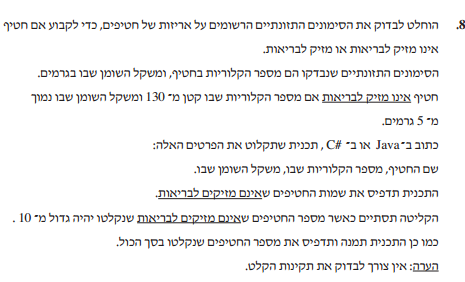 8. הוחלט לבדוק את הסימונים התזונתיים הרשומים על אריזות של חטיפים, כדי לקבוע אם חטיף
אינו מזיק לבריאות או מזיק לבריאות.
הסימונים התזונתיים שנבדקו הם מספר הקלוריות בחטיף, ומשקל השומן שבו בגרמים.
חטיף אינו מזיק לבריאות אם מספר הקלוריות שבו קטן מ־ 130 ומשקל השומן שבו נמוך
מ־ 5 גרמים.
כתוב ב־Java או ב־ C# , תכנית שתקלוט את הפרטים האלה:
שם החטיף, מספר הקלוריות שבו, משקל השומן שבו.
התכנית תדפיס את שמות החטיפים שאינם מזיקים לבריאות.
הקליטה תסתיים כאשר מספר החטיפים שאינם מזיקים לבריאות שנקלטו יהיה גדול מ־ 10 .
כמו כן התכנית תמנה ותדפיס את מספר החטיפים שנקלטו בסך הכול.
הערה: אין צורך לבדוק את תקינות הקלט.